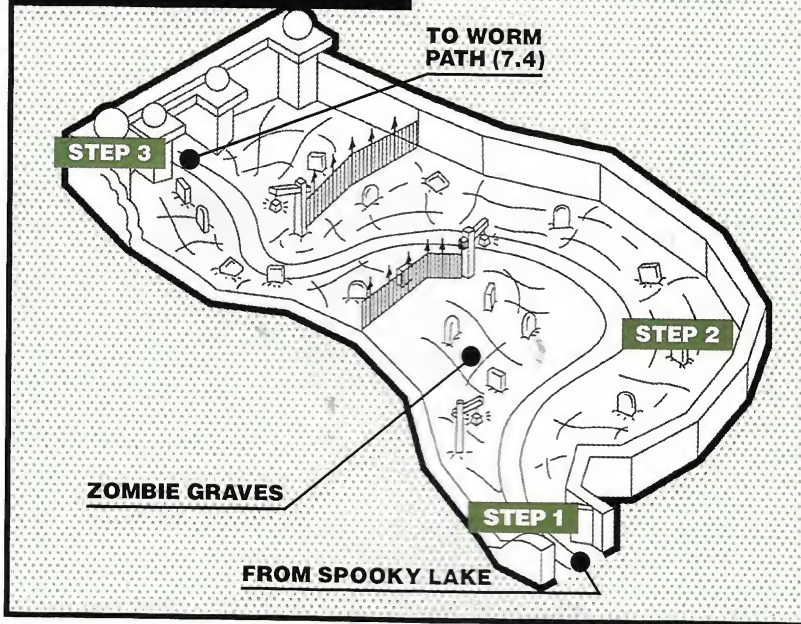 TO WORM
PATH (7.4)
STEP 3
STEP 2
ZOMBIE GRAVES
STEP 1
FROM SPOOKY LAKE